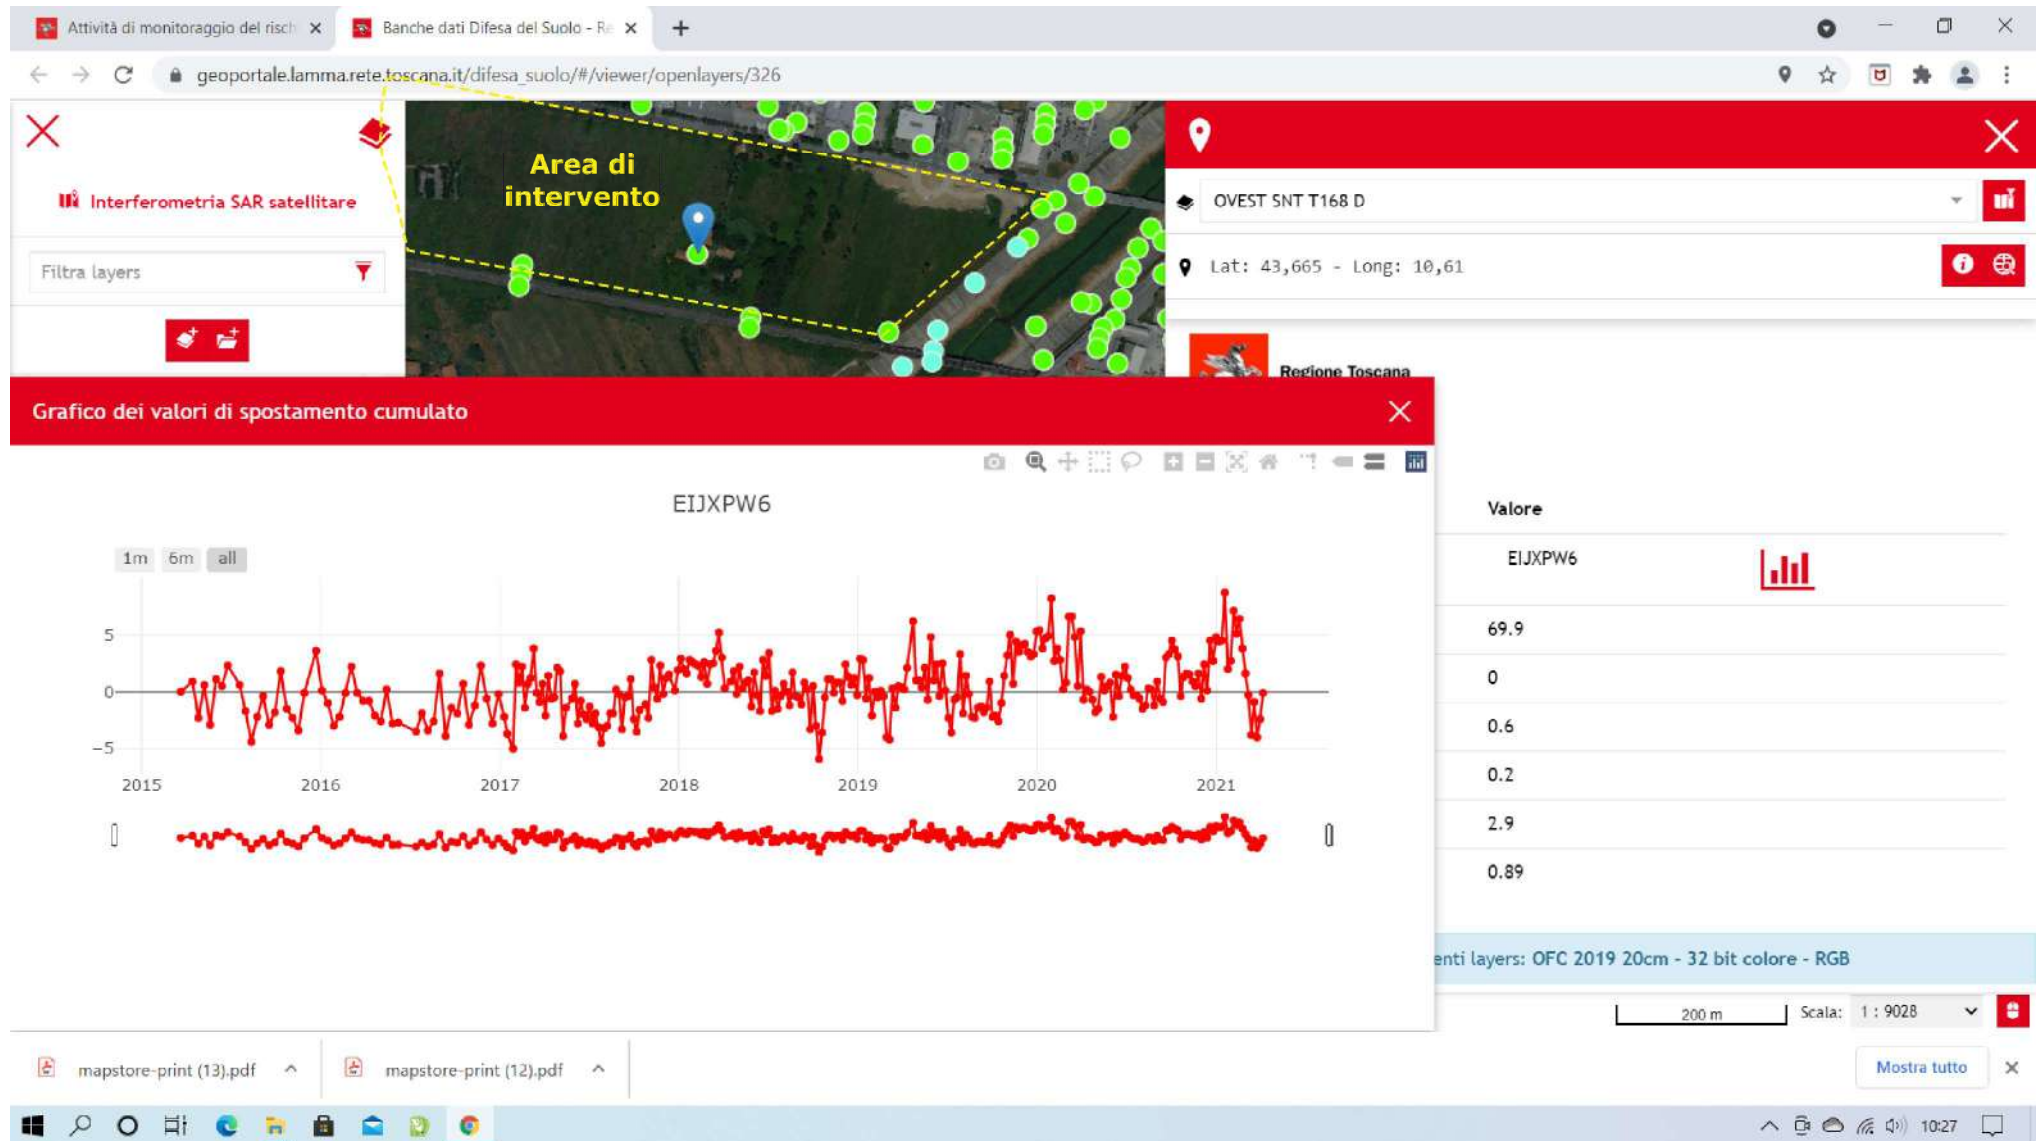 Attività di monitoraggio del risch
Banche dati Difesa del Suolo - Re
geoportale.lamma.rete.toscana.it/difesa_suolo/#/viewer/openlayers/326
Interferometria SAR satellitare
Filtra layers
Area di
intervento
OVEST SNT T168 D
Lat: 43,665 - Long: 10,61
Regione Toscana
Grafico dei valori di spostamento cumulato
EIJXPW6
1m 6m all
5
0
−5
2015 2016 2017 2018 2019 2020 2021
Valore
EIJXPW6
69.9
0
0.6
0.2
2.9
0.89
enti layers: OFC 2019 20cm - 32 bit colore - RGB
200 m
Scala: 1 : 9028
mapstore-print (13).pdf
mapstore-print (12).pdf
Mostra tutto
10:27